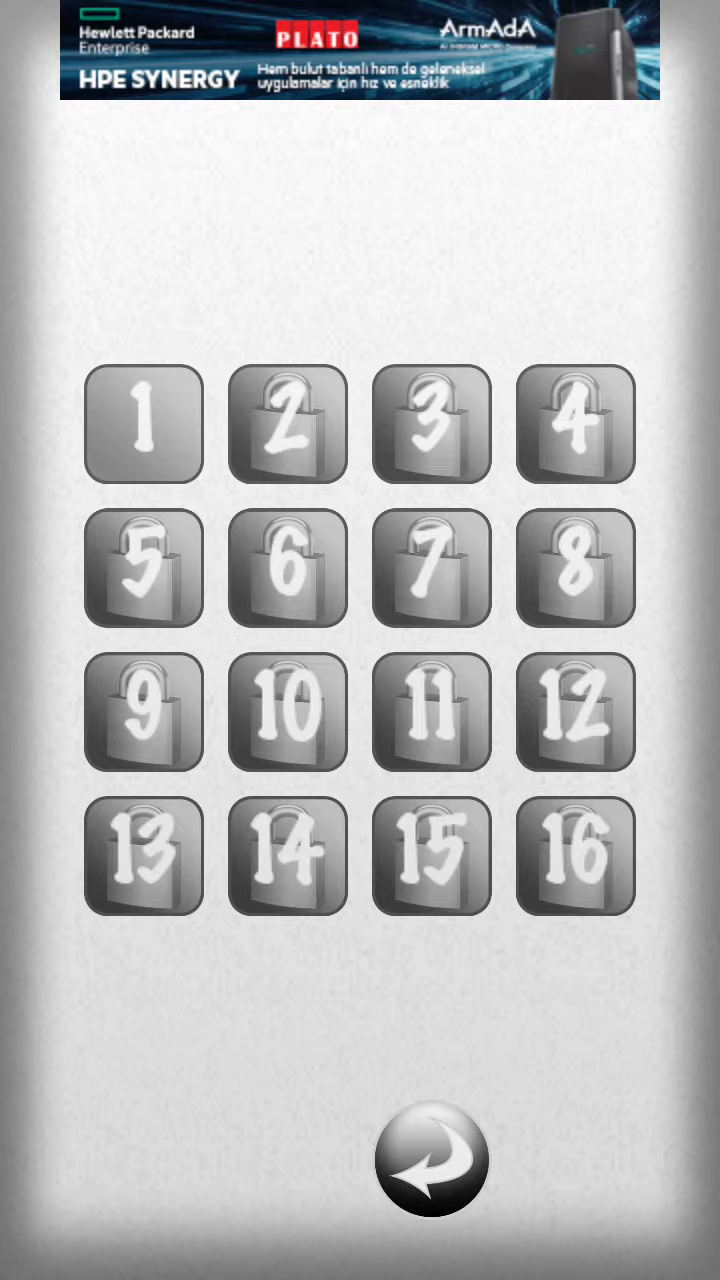 Hewlett Packard
Enterprise
PLATO
ArmAdA
HPE SYNERGY
Hem bulut tabanlı hem de geleneksel
uygulamalar için hız ve esneklik
1 2 3 4
5 6 7 8
9 10 11 12
13 14 15 16